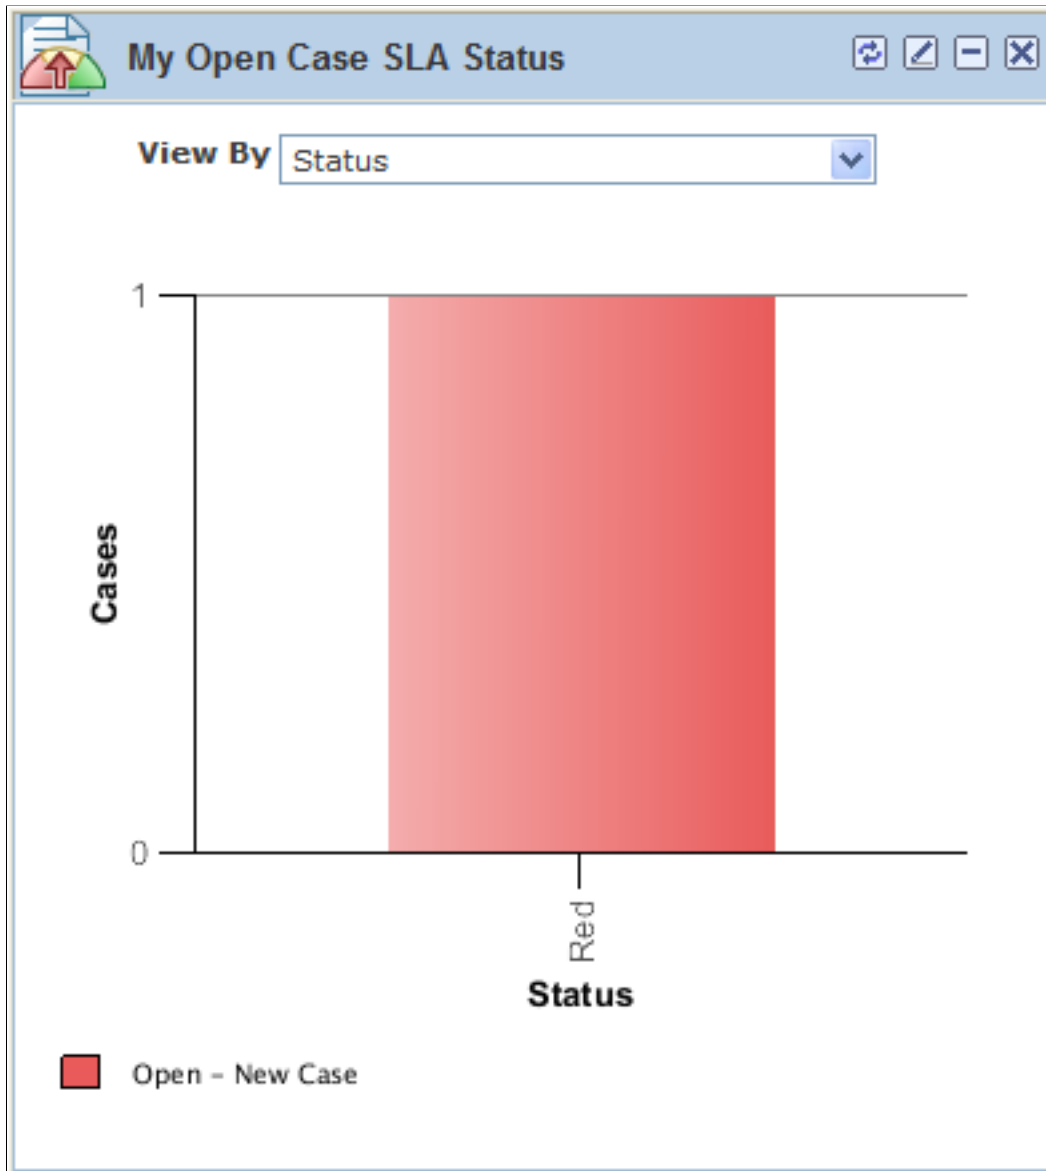 My Open Case SLA Status
View By Status
1
Cases
0
Red
Status
Open – New Case